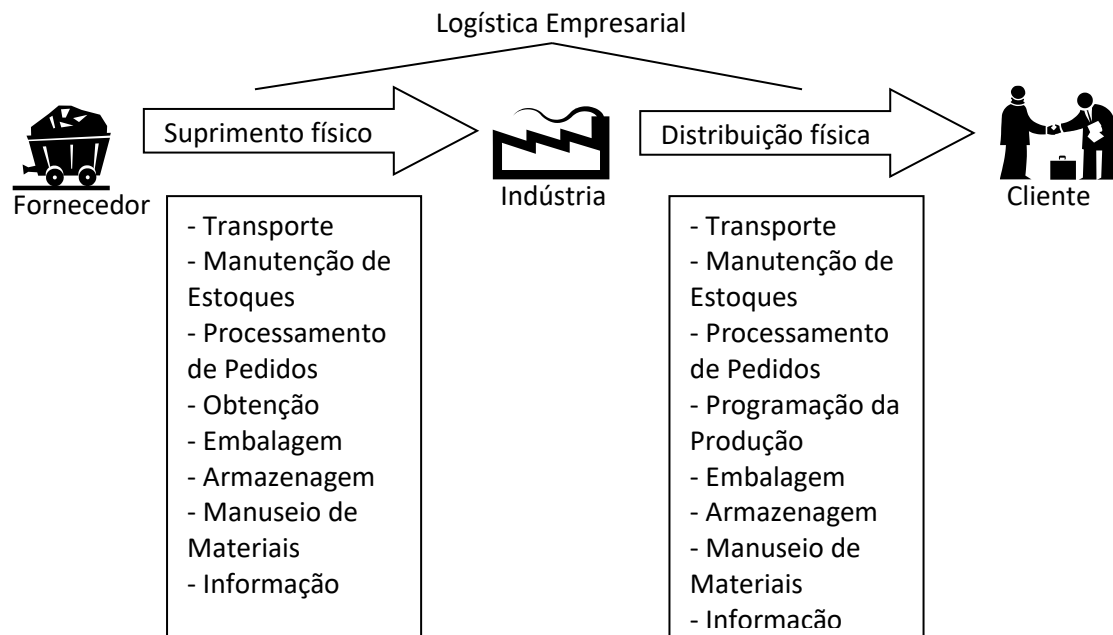 Logística Empresarial
Suprimento físico
Distribuição física
Fornecedor
Indústria
Cliente
- Transporte
- Manutenção de
Estoques
- Processamento
de Pedidos
- Obtenção
- Embalagem
- Armazenagem
- Manuseio de
Materiais
- Informação
- Transporte
- Manutenção de
Estoques
- Processamento
de Pedidos
- Programação da
Produção
- Embalagem
- Armazenagem
- Manuseio de
Materiais
- Informação